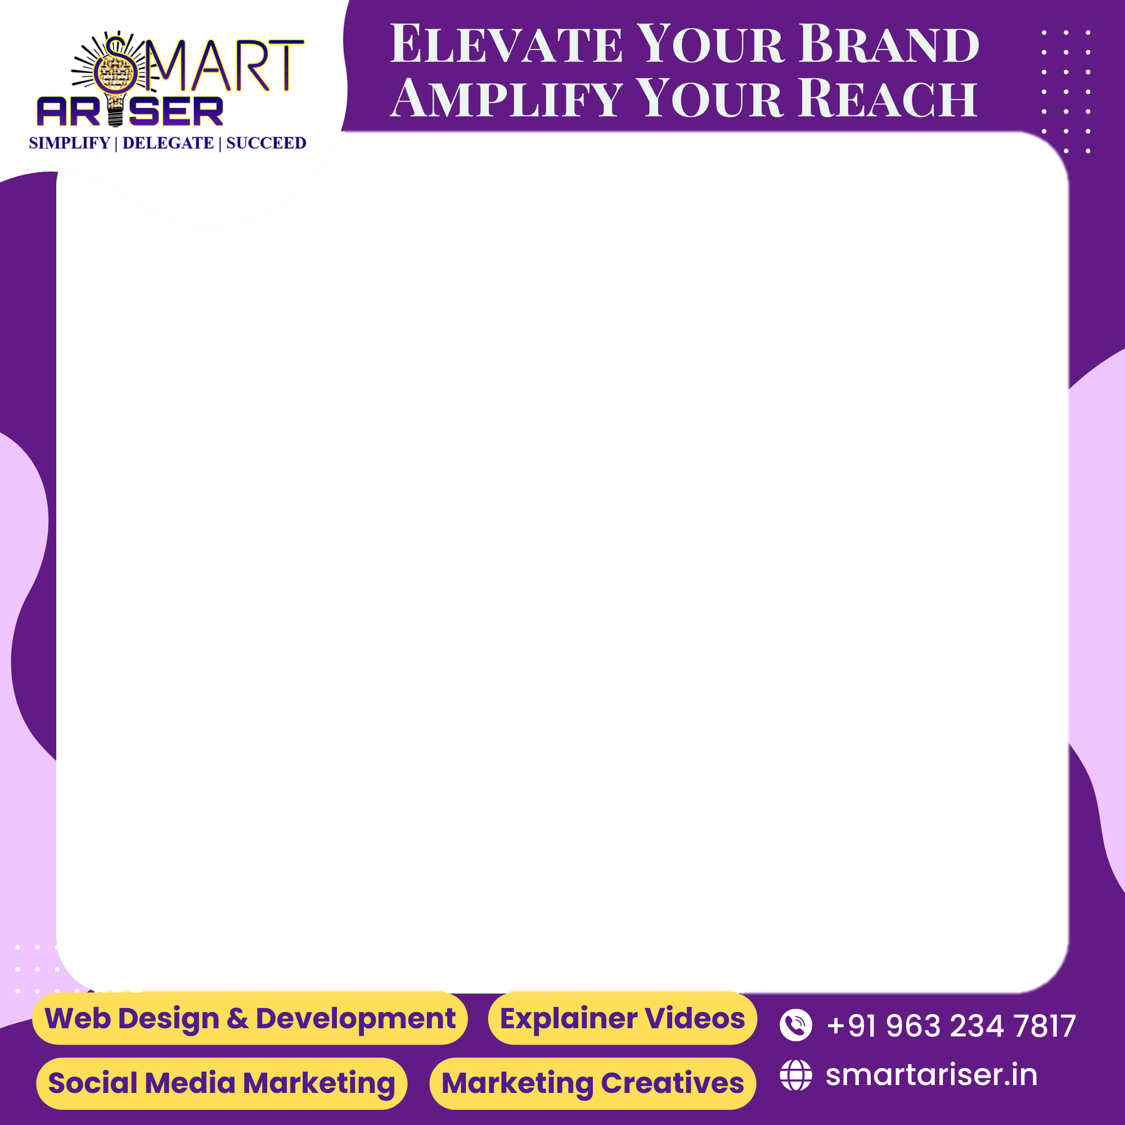 SMART
ARISER
SIMPLIFY | DELEGATE | SUCCEED
Elevate Your Brand
Amplify Your Reach
Web Design & Development
Explainer Videos
Social Media Marketing
Marketing Creatives
+91 963 234 7817
smartariser.in